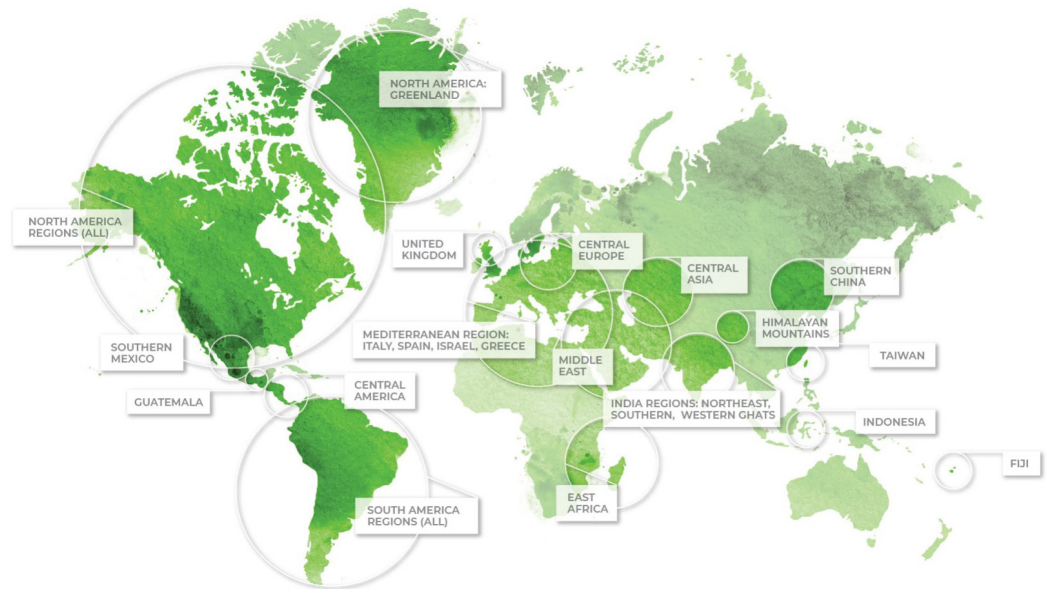 NORTH AMERICA:
GREENLAND
NORTH AMERICA
REGIONS (ALL)
UNITED
KINGDOM
CENTRAL
EUROPE
CENTRAL
ASIA
SOUTHERN
CHINA
HIMALAYAN
MOUNTAINS
MEDITERRANEAN REGION:
ITALY, SPAIN, ISRAEL, GREECE
SOUTHERN
MEXICO
TAIWAN
MIDDLE
EAST
GUATEMALA
CENTRAL
AMERICA
INDIA REGIONS: NORTHEAST,
SOUTHERN, WESTERN GHATS
INDONESIA
FIJI
SOUTH AMERICA
REGIONS (ALL)
EAST
AFRICA